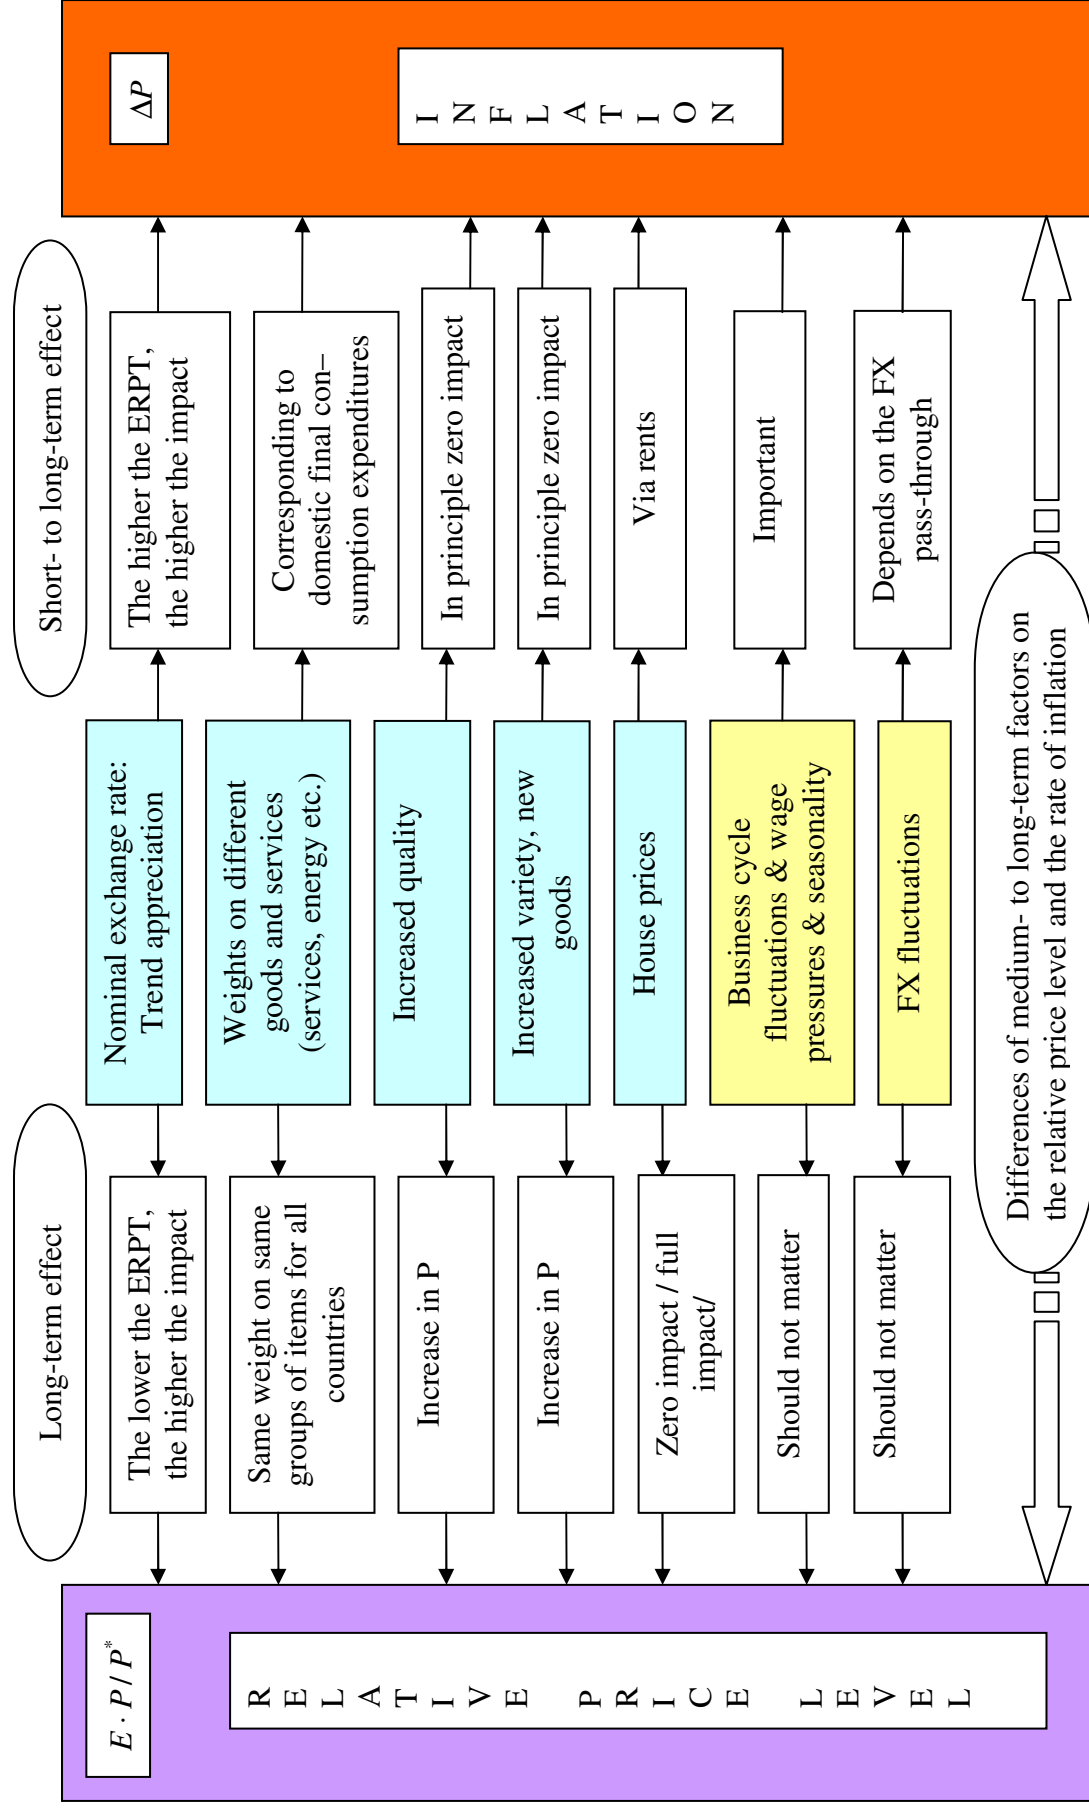 Long-term effect
Short- to long-term effect
E · P / P*
RELATIVE PRICE LEVEL
ΔP
INFLATION
The lower the ERPT,
the higher the impact
Nominal exchange rate:
Trend appreciation
The higher the ERPT,
the higher the impact
Same weight on same
groups of items for all
countries
Weights on different
goods and services
(services, energy etc.)
Corresponding to
domestic final con–
sumption expenditures
Increase in P
Increased quality
In principle zero impact
Increase in P
Increased variety, new
goods
In principle zero impact
Zero impact / full
impact/
House prices
Via rents
Should not matter
Business cycle
fluctuations & wage
pressures & seasonality
Important
Should not matter
FX fluctuations
Depends on the FX
pass-through
Differences of medium- to long-term factors on
the relative price level and the rate of inflation